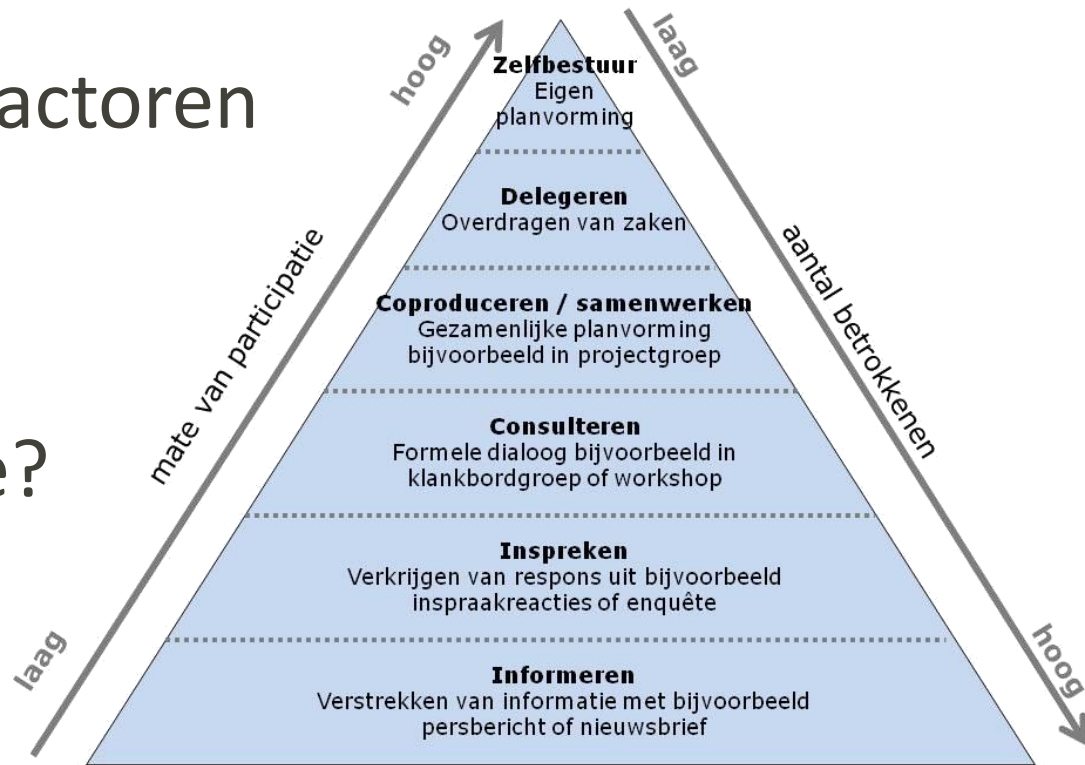 actoren
e?
hoog
mate van participatie
laag
Zelfbestuur
Eigen
planvorming
Delegeren
Overdragen van zaken
Coproduceren / samenwerken
Gezamenlijke planvorming
bijvoorbeeld in projectgroep
Consulteren
Formele dialoog bijvoorbeeld in
klankbordgroep of workshop
Inspreken
Verkrijgen van respons uit bijvoorbeeld
inspraakreacties of enquête
Informeren
Verstrekken van informatie met bijvoorbeeld
persbericht of nieuwsbrief
laag
aantal betrokkenen
hoog